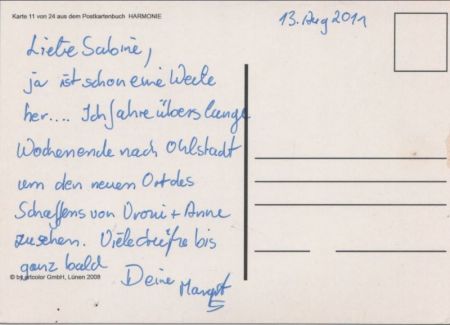 Karte 11 von 24 aus dem Postkartenbuch HARMONIE
13. Aug 2011
Liebe Sabine,
ja ist schon eine Weile
her.... Ich fahre übers lange
Wochenende nach Ohlstadt
um den neuen Ort des
Schaffens von Vroni + Anne
zu sehen. Viele Grüße bis
ganz bald
Deine Margot
© by artcolor GmbH, Lünen 2008